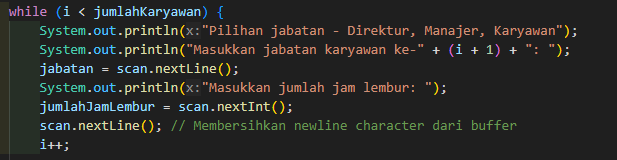 while (i < jumlahKaryawan) {
System.out.println(x:"Pilihan jabatan - Direktur, Manajer, Karyawan");
System.out.println("Masukkan jabatan karyawan ke-" + (i + 1) + ": ");
jabatan = scan.nextLine();
System.out.println(x:"Masukkan jumlah jam lembur: ");
jumlahJamLembur = scan.nextInt();
scan.nextLine(); // Membersihkan newline character dari buffer
i++;